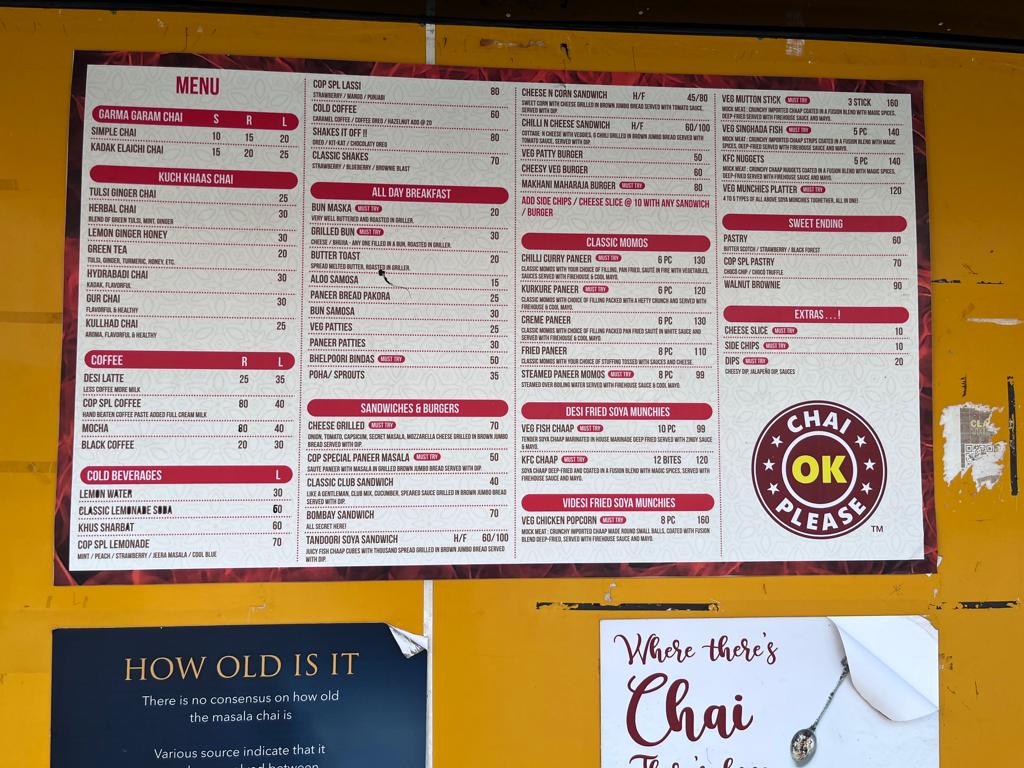 MENU
GARMA GARAM CHAI S R L
SIMPLE CHAI 10 15 20
KADAK ELAICHI CHAI 15 20 25
KUCH KHAAS CHAI
TULSI GINGER CHAI 25
HERBAL CHAI 30
BLEND OF GREEN TULSI, MINT, GINGER
LEMON GINGER HONEY 30
GREEN TEA 20
TULSI, GINGER, TURMERIC, HONEY, ETC.
HYDRABADI CHAI 30
KADAK, FLAVORFUL
GUR CHAI 30
FLAVORFUL & HEALTHY
KULLHAD CHAI 25
AROMA, FLAVORFUL & HEALTHY
COFFEE R L
DESI LATTE 25 35
LESS COFFEE MORE MILK
COP SPL COFFEE 80 40
HAND BEATEN COFFEE PASTE ADDED FULL CREAM MILK
MOCHA 80 40
BLACK COFFEE 20 30
COLD BEVERAGES L
LEMON WATER 30
CLASSIC LEMONADE SODA 60
KHUS SHARBAT 60
COP SPL LEMONADE 70
MINT / PEACH / STRAWBERRY / JEERA MASALA / COOL BLUE
COP SPL LASSI 80
STRAWBERRY / MANGO / PUNJABI
COLD COFFEE 60
CARAMEL COFFEE / COFFEE OREO / HAZELNUT ADD @ 20
SHAKES IT OFF !! 80
OREO / KIT-KAT / CHOCOLATY OREO
CLASSIC SHAKES 70
STRAWBERRY / BLUEBERRY / BROWNIE BLAST
ALL DAY BREAKFAST
BUN MASKA MUST TRY 20
VERY WELL BUTTERED AND ROASTED IN GRILLER.
GRILLED BUN MUST TRY 30
CHEESE / BHUJIA - ANY ONE FILLED IN A BUN, ROASTED IN GRILLER.
BUTTER TOAST 20
SPREAD MELTED BUTTER, ROASTED IN GRILLER.
ALOO SAMOSA 15
PANEER BREAD PAKORA 25
BUN SAMOSA 30
VEG PATTIES 25
PANEER PATTIES 30
BHELPOORI BINDAS MUST TRY 50
POHA/ SPROUTS 35
SANDWICHES & BURGERS
CHEESE GRILLED MUST TRY 70
ONION, TOMATO, CAPSICUM, SECRET MASALA, MOZZARELLA CHEESE GRILLED IN BROWN JUMBO
BREAD SERVED WITH DIP.
COP SPECIAL PANEER MASALA MUST TRY 50
SAUTE PANEER WITH MASALA IN GRILLED BROWN JUMBO BREAD SERVED WITH DIP.
CLASSIC CLUB SANDWICH 40
LIKE A GENTLEMAN, CLUB MIX, CUCUMBER, SPEARED SAUCE GRILLED IN BROWN JUMBO BREAD
SERVED WITH DIP.
BOMBAY SANDWICH 70
ALL SECRET HERE!
TANDOORI SOYA SANDWICH H/F 60/100
JUICY FISH CHAAP CUBES WITH THOUSAND SPREAD GRILLED IN BROWN JUMBO BREAD SERVED
WITH DIP.
CHEESE N CORN SANDWICH H/F 45/80
SWEET CORN WITH CHEESE GRILLED IN BROWN JUMBO BREAD SERVED WITH TOMATO SAUCE,
SERVED WITH DIP.
CHILLI N CHEESE SANDWICH H/F 60/100
COTTAGE N CHEESE WITH VEGGIES, & CHILLI GRILLED IN BROWN JUMBO BREAD SERVED WITH
TOMATO SAUCE, SERVED WITH DIP.
VEG PATTY BURGER 50
CHEESY VEG BURGER 60
MAKHANI MAHARAJA BURGER MUST TRY 80
ADD SIDE CHIPS / CHEESE SLICE @ 10 WITH ANY SANDWICH
/ BURGER
CLASSIC MOMOS
CHILLI CURRY PANEER MUST TRY 6 PC 130
CLASSIC MOMOS WITH YOUR CHOICE OF FILLING, PAN FRIED, SAUTÉ IN FIRE WITH VEGETABLES,
SAUCES SERVED WITH FIREHOUSE & COOL MAYO.
KURKURE PANEER MUST TRY 6 PC 120
CLASSIC MOMOS WITH CHOICE OF FILLING PACKED WITH A HEFTY CRUNCH AND SERVED WITH
FIREHOUSE & COOL MAYO.
CREME PANEER 6 PC 130
CLASSIC MOMOS WITH CHOICE OF FILLING PACKED PAN FRIED SAUTÉ IN WHITE SAUCE AND
SERVED WITH FIREHOUSE & COOL MAYO.
FRIED PANEER 8 PC 110
CLASSIC MOMOS WITH YOUR CHOICE OF STUFFING TOSSED WITH SAUCES AND CHEESE.
STEAMED PANEER MOMOS MUST TRY 8 PC 99
STEAMED OVER BOILING WATER SERVED WITH FIREHOUSE SAUCE & COOL MAYO.
DESI FRIED SOYA MUNCHIES
VEG FISH CHAAP MUST TRY 10 PC 99
TENDER SOYA CHAAP MARINATED IN HOUSE MARINADE DEEP FRIED SERVED WITH ZINGY SAUCE
& MAYO.
KFC CHAAP MUST TRY 12 BITES 120
SOYA CHAAP DEEP-FRIED AND COATED IN A FUSION BLEND WITH MAGIC SPICES, SERVED WITH
FIREHOUSE SAUCE AND MAYO.
VIDESI FRIED SOYA MUNCHIES
VEG CHICKEN POPCORN MUST TRY 8 PC 160
MOCK MEAT : CRUNCHY IMPORTED CHAAP MADE ROUND SMALL BALLS, COATED WITH FUSION
BLEND DEEP-FRIED, SERVED WITH FIREHOUSE SAUCE AND MAYO.
VEG MUTTON STICK MUST TRY 3 STICK 160
MOCK MEAT : CRUNCHY IMPORTED CHAAP COATED IN A FUSION BLEND WITH MAGIC SPICES,
DEEP-FRIED SERVED WITH FIREHOUSE SAUCE AND MAYO.
VEG SINGHADA FISH MUST TRY 5 PC 140
MOCK MEAT : CRUNCHY IMPORTED CHAAP STRIPS COATED IN A FUSION BLEND WITH MAGIC
SPICES, DEEP-FRIED SERVED WITH FIREHOUSE SAUCE AND MAYO.
KFC NUGGETS 5 PC 140
MOCK MEAT : CRUNCHY IMPORTED CHAAP NUGGETS COATED IN A FUSION BLEND WITH MAGIC SPICES,
DEEP-FRIED SERVED WITH FIREHOUSE SAUCE AND MAYO.
VEG MUNCHIES PLATTER MUST TRY 120
4 TO 5 TYPES OF ALL ABOVE SOYA MUNCHIES TOGHETHER, ALL IN ONE!
SWEET ENDING
PASTRY 60
BUTTER SCOTCH / STRAWBERRY / BLACK FOREST
COP SPL PASTRY 70
CHOCO CHIP / CHOCO TRUFFLE
WALNUT BROWNIE 90
EXTRAS...!
CHEESE SLICE MUST TRY 10
SIDE CHIPS MUST TRY 10
DIPS MUST TRY 20
CHEESY DIP, JALAPEÑO DIP, SAUCES
CHAI
OK
PLEASE
TM
HOW OLD IS IT
There is no consensus on how old
the masala chai is
Various source indicate that it
Where there's
Chai